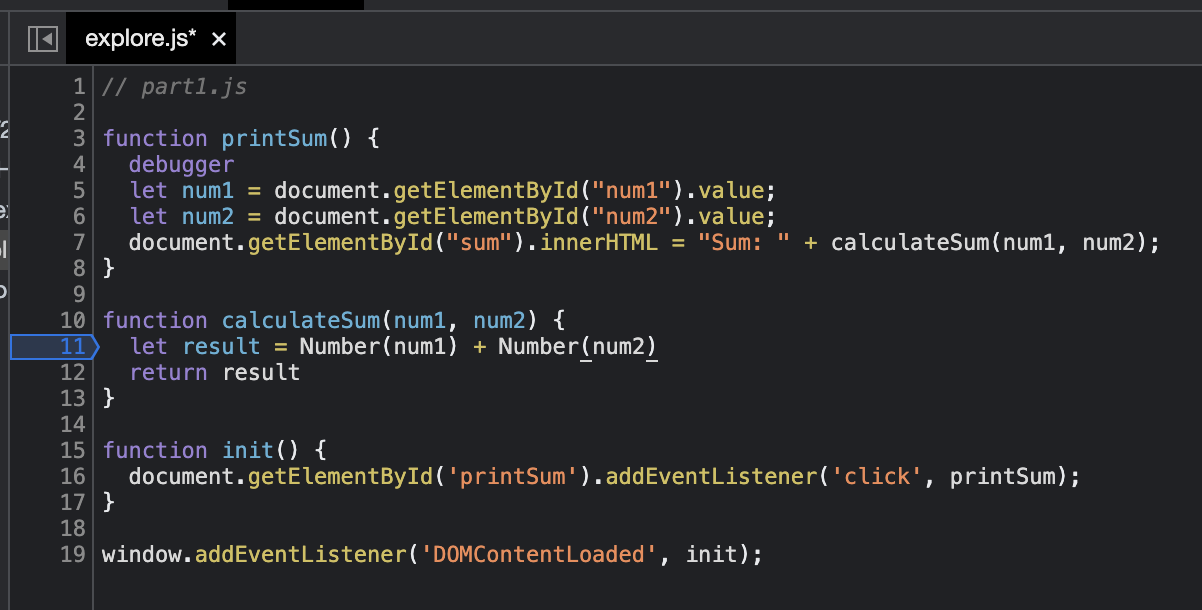 explore.js* ×
1 // part1.js
2
3 function printSum() {
4   debugger
5   let num1 = document.getElementById("num1").value;
6   let num2 = document.getElementById("num2").value;
7   document.getElementById("sum").innerHTML = "Sum: " + calculateSum(num1, num2);
8 }
9
10 function calculateSum(num1, num2) {
11   let result = Number(num1) + Number(num2)
12   return result
13 }
14
15 function init() {
16   document.getElementById('printSum').addEventListener('click', printSum);
17 }
18
19 window.addEventListener('DOMContentLoaded', init);